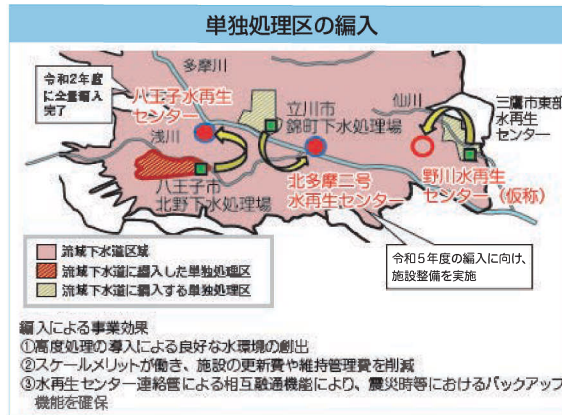 単独処理区の編入
令和2年度
に全量編入
完了
多摩川
八王子水再生
センター
浅川
立川市
錦町下水処理場
仙川
三鷹市東部
水再生
センター
八王子市
北野下水処理場
北多摩二号
水再生センター
野川水再生
センター(仮称)
令和5年度の編入に向け、
施設整備を実施
流域下水道区域
流域下水道に編入した単独処理区
流域下水道に編入する単独処理区
編入による事業効果
①高度処理の導入による良好な水環境の創出
②スケールメリットが働き、施設の更新費や維持管理費を削減
③水再生センター連絡管による相互融通機能により、震災時等におけるバックアップ
機能を確保